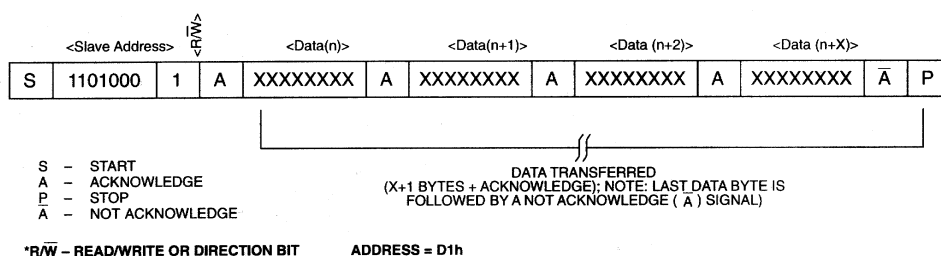 <R/W̅>
<Slave Address> <Data(n)> <Data(n+1)> <Data (n+2)> <Data (n+X)>
S 1101000 1 A XXXXXXXX A XXXXXXXX A XXXXXXXX A XXXXXXXX A̅ P
S – START
A – ACKNOWLEDGE
P – STOP
A̅ – NOT ACKNOWLEDGE
DATA TRANSFERRED
(X+1 BYTES + ACKNOWLEDGE); NOTE: LAST DATA BYTE IS
FOLLOWED BY A NOT ACKNOWLEDGE ( A̅ ) SIGNAL)
*R/W̅ – READ/WRITE OR DIRECTION BIT ADDRESS = D1h